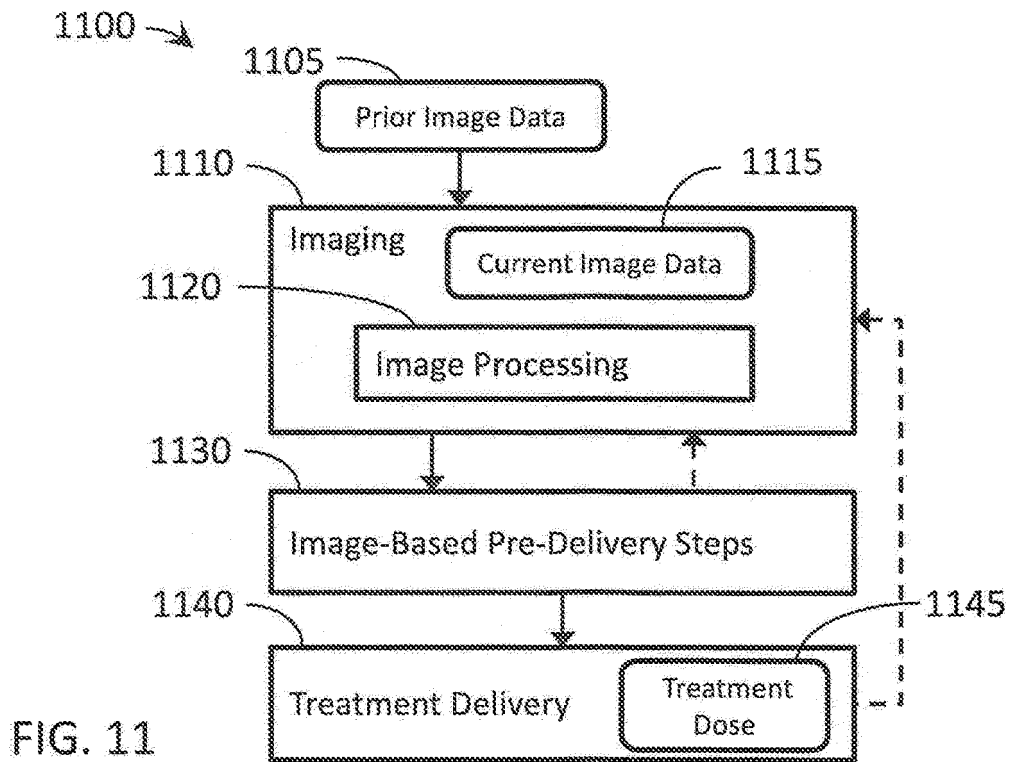 1100
1105
Prior Image Data
1110
1115
Imaging
Current Image Data
1120
Image Processing
1130
Image-Based Pre-Delivery Steps
1140
1145
Treatment Delivery
Treatment
Dose
FIG. 11